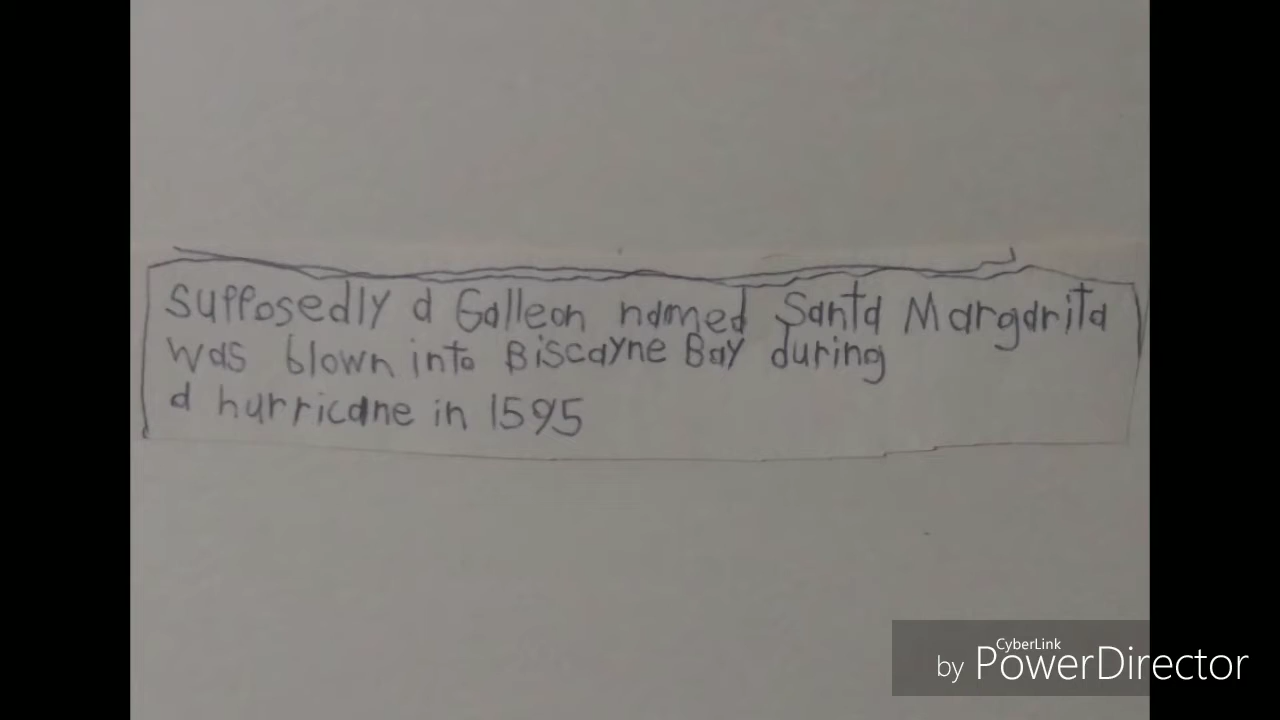 Supposedly a Galleon named Santa Margarita
was blown into Biscayne Bay during
a hurricane in 1595
CyberLink
by PowerDirector